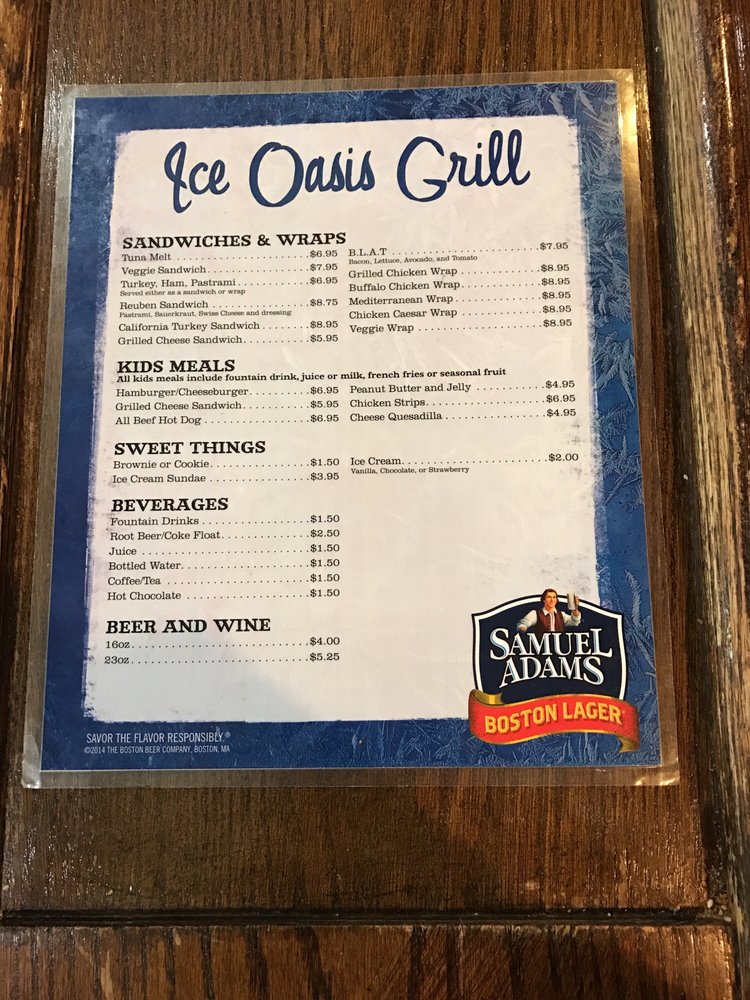 Ice Oasis Grill
SANDWICHES & WRAPS
Tuna Melt . . . . . . . . . . . . . . . . . . . . . $6.95
Veggie Sandwich. . . . . . . . . . . . . . . . $7.95
Turkey, Ham, Pastrami . . . . . . . . . . . $6.95
Served either as a sandwich or wrap
Reuben Sandwich . . . . . . . . . . . . . . . $8.75
Pastrami, Sauerkraut, Swiss Cheese and dressing
California Turkey Sandwich . . . . . . . $8.95
Grilled Cheese Sandwich. . . . . . . . . . $5.95
B.L.A.T . . . . . . . . . . . . . . . . . . . . . . $7.95
Bacon, Lettuce, Avocado, and Tomato
Grilled Chicken Wrap . . . . . . . . . . . . $8.95
Buffalo Chicken Wrap . . . . . . . . . . . . $8.95
Mediterranean Wrap . . . . . . . . . . . . . $8.95
Chicken Caesar Wrap . . . . . . . . . . . . $8.95
Veggie Wrap . . . . . . . . . . . . . . . . . . $8.95
KIDS MEALS
All kids meals include fountain drink, juice or milk, french fries or seasonal fruit
Hamburger/Cheeseburger. . . . . . . . . $6.95
Grilled Cheese Sandwich. . . . . . . . . . $5.95
All Beef Hot Dog . . . . . . . . . . . . . . . . $6.95
Peanut Butter and Jelly . . . . . . . . . . $4.95
Chicken Strips. . . . . . . . . . . . . . . . . . $6.95
Cheese Quesadilla . . . . . . . . . . . . . . . $4.95
SWEET THINGS
Brownie or Cookie. . . . . . . . . . . . . . . $1.50
Ice Cream Sundae . . . . . . . . . . . . . . . $3.95
Ice Cream. . . . . . . . . . . . . . . . . . . . . $2.00
Vanilla, Chocolate, or Strawberry
BEVERAGES
Fountain Drinks . . . . . . . . . . . . . . . . $1.50
Root Beer/Coke Float. . . . . . . . . . . . . $2.50
Juice . . . . . . . . . . . . . . . . . . . . . . . . $1.50
Bottled Water. . . . . . . . . . . . . . . . . . . $1.50
Coffee/Tea . . . . . . . . . . . . . . . . . . . . . $1.50
Hot Chocolate . . . . . . . . . . . . . . . . . . $1.50
BEER AND WINE
16oz . . . . . . . . . . . . . . . . . . . . . . . . . $4.00
23oz. . . . . . . . . . . . . . . . . . . . . . . . . . $5.25
SAMUEL
ADAMS
BOSTON LAGER®
SAVOR THE FLAVOR RESPONSIBLY.®
©2014 THE BOSTON BEER COMPANY, BOSTON, MA